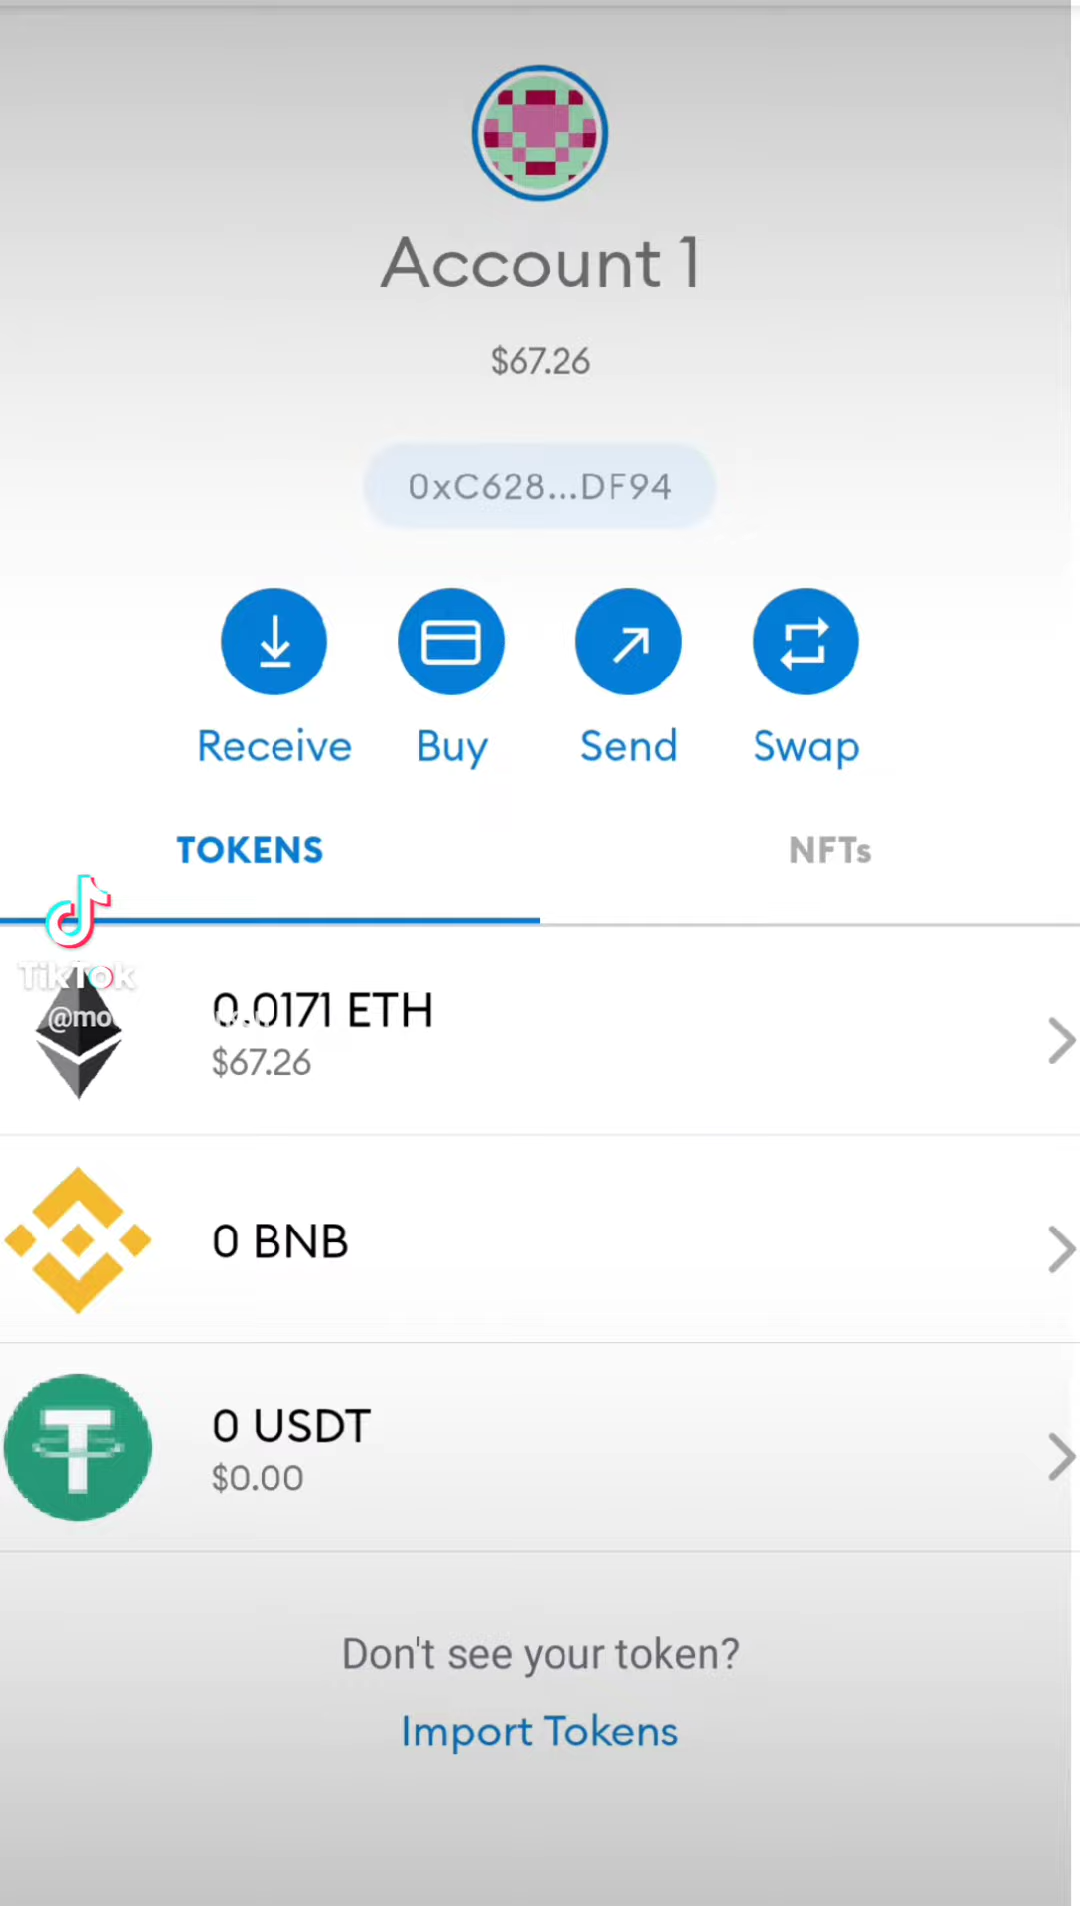 Account 1
$67.26
0xC628...DF94
Receive Buy Send Swap
TOKENS NFTs
TikTok
0.0171 ETH
$67.26
0 BNB
0 USDT
$0.00
Don't see your token?
Import Tokens